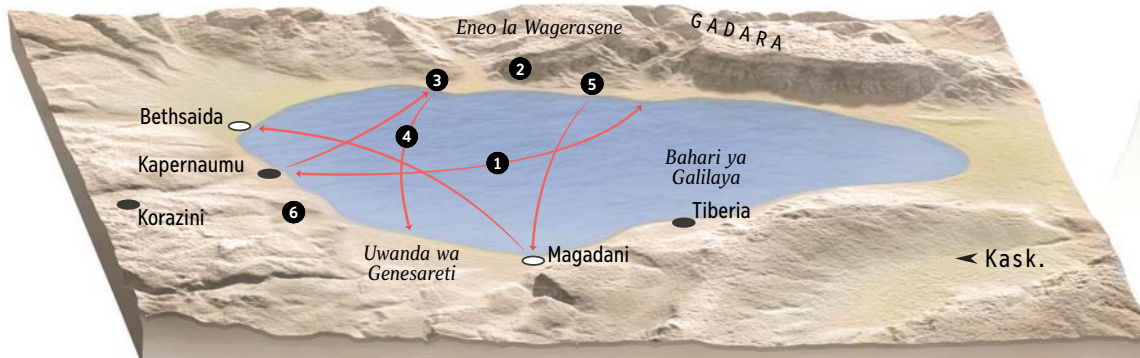 Eneo la Wagerasene
GADARA
2
3
5
Bethsaida
4
Kapernaumu
1
Bahari ya
Galilaya
Korazini
6
Tiberia
Uwanda wa
Genesareti
Magadani
Kask.